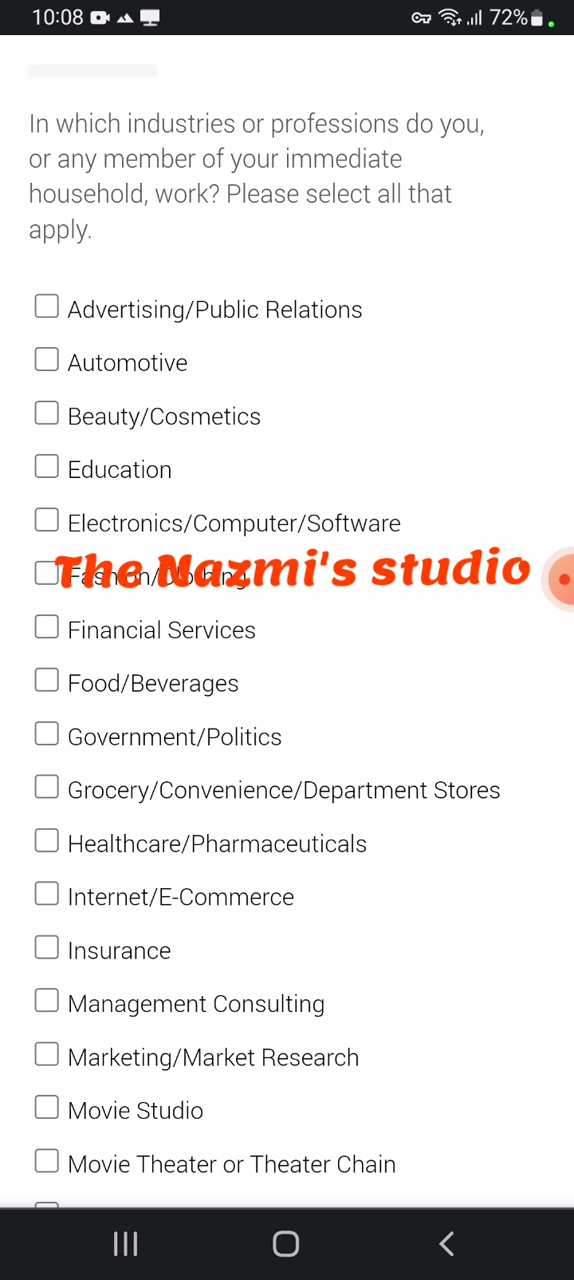 10:08 72%
In which industries or professions do you,
or any member of your immediate
household, work? Please select all that
apply.
Advertising/Public Relations
Automotive
Beauty/Cosmetics
Education
Electronics/Computer/Software
Fashion/Clothing
The Nazmi's studio
Financial Services
Food/Beverages
Government/Politics
Grocery/Convenience/Department Stores
Healthcare/Pharmaceuticals
Internet/E-Commerce
Insurance
Management Consulting
Marketing/Market Research
Movie Studio
Movie Theater or Theater Chain